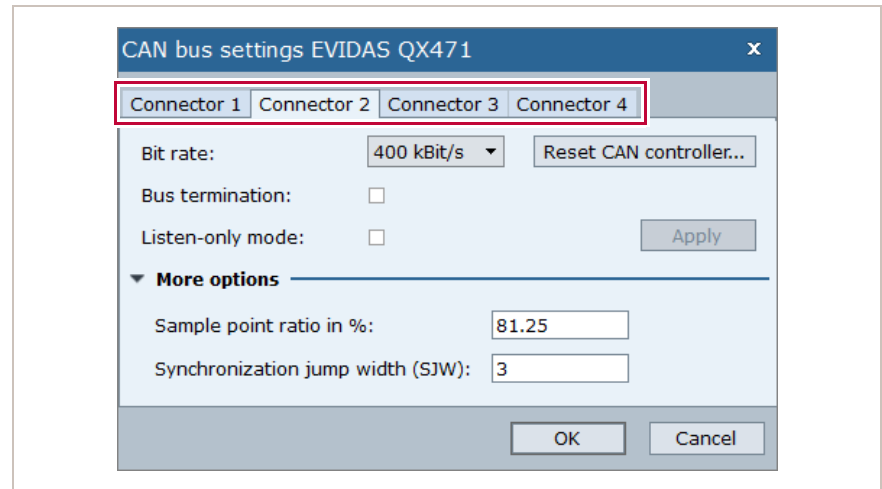 CAN bus settings EVIDAS QX471 x
Connector 1 Connector 2 Connector 3 Connector 4
Bit rate: 400 kBit/s Reset CAN controller...
Bus termination:
Listen-only mode: Apply
More options
Sample point ratio in %: 81.25
Synchronization jump width (SJW): 3
OK Cancel